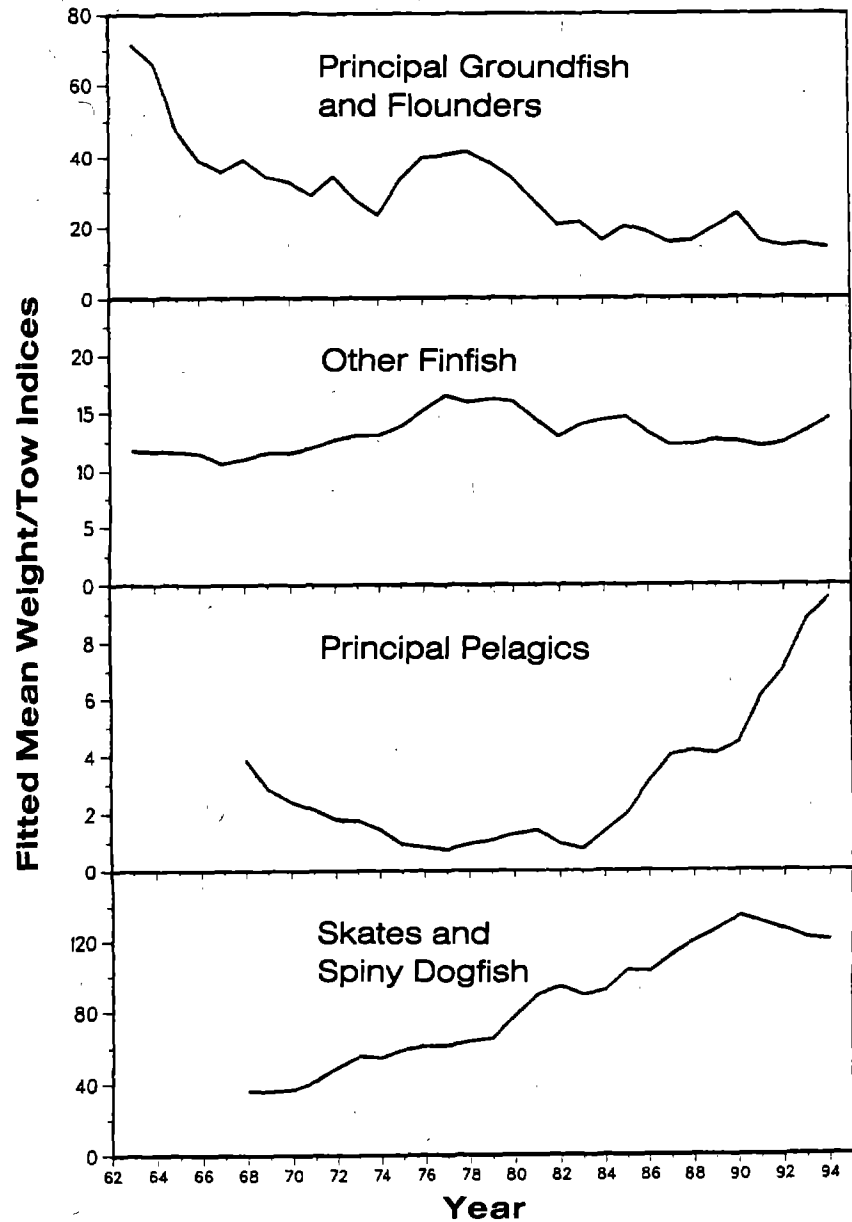 Fitted Mean Weight/Tow Indices
80
60
40
20
0
Principal Groundfish
and Flounders
20
15
10
5
0
Other Finfish
8
6
4
2
0
Principal Pelagics
120
80
40
0
Skates and
Spiny Dogfish
62 64 66 68 70 72 74 76 78 80 82 84 86 88 90 92 94
Year